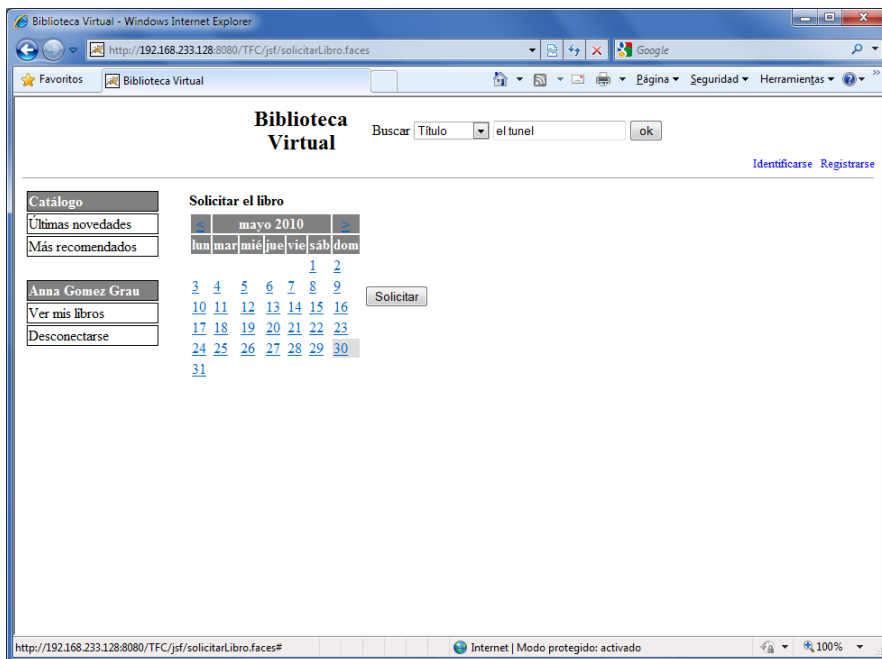 Biblioteca Virtual - Windows Internet Explorer
http://192.168.233.128:8080/TFC/jsf/solicitarLibro.faces
Google
Favoritos
Biblioteca Virtual
Página
Seguridad
Herramientas
Biblioteca
Virtual
Buscar Título el tunel ok
Identificarse Registrarse
Catálogo
Últimas novedades
Más recomendados
Anna Gomez Grau
Ver mis libros
Desconectarse
Solicitar el libro
< mayo 2010 >
lun mar mié jue vie sáb dom
1 2
3 4 5 6 7 8 9
10 11 12 13 14 15 16
17 18 19 20 21 22 23
24 25 26 27 28 29 30
31
Solicitar
http://192.168.233.128:8080/TFC/jsf/solicitarLibro.faces#
Internet | Modo protegido: activado
100%